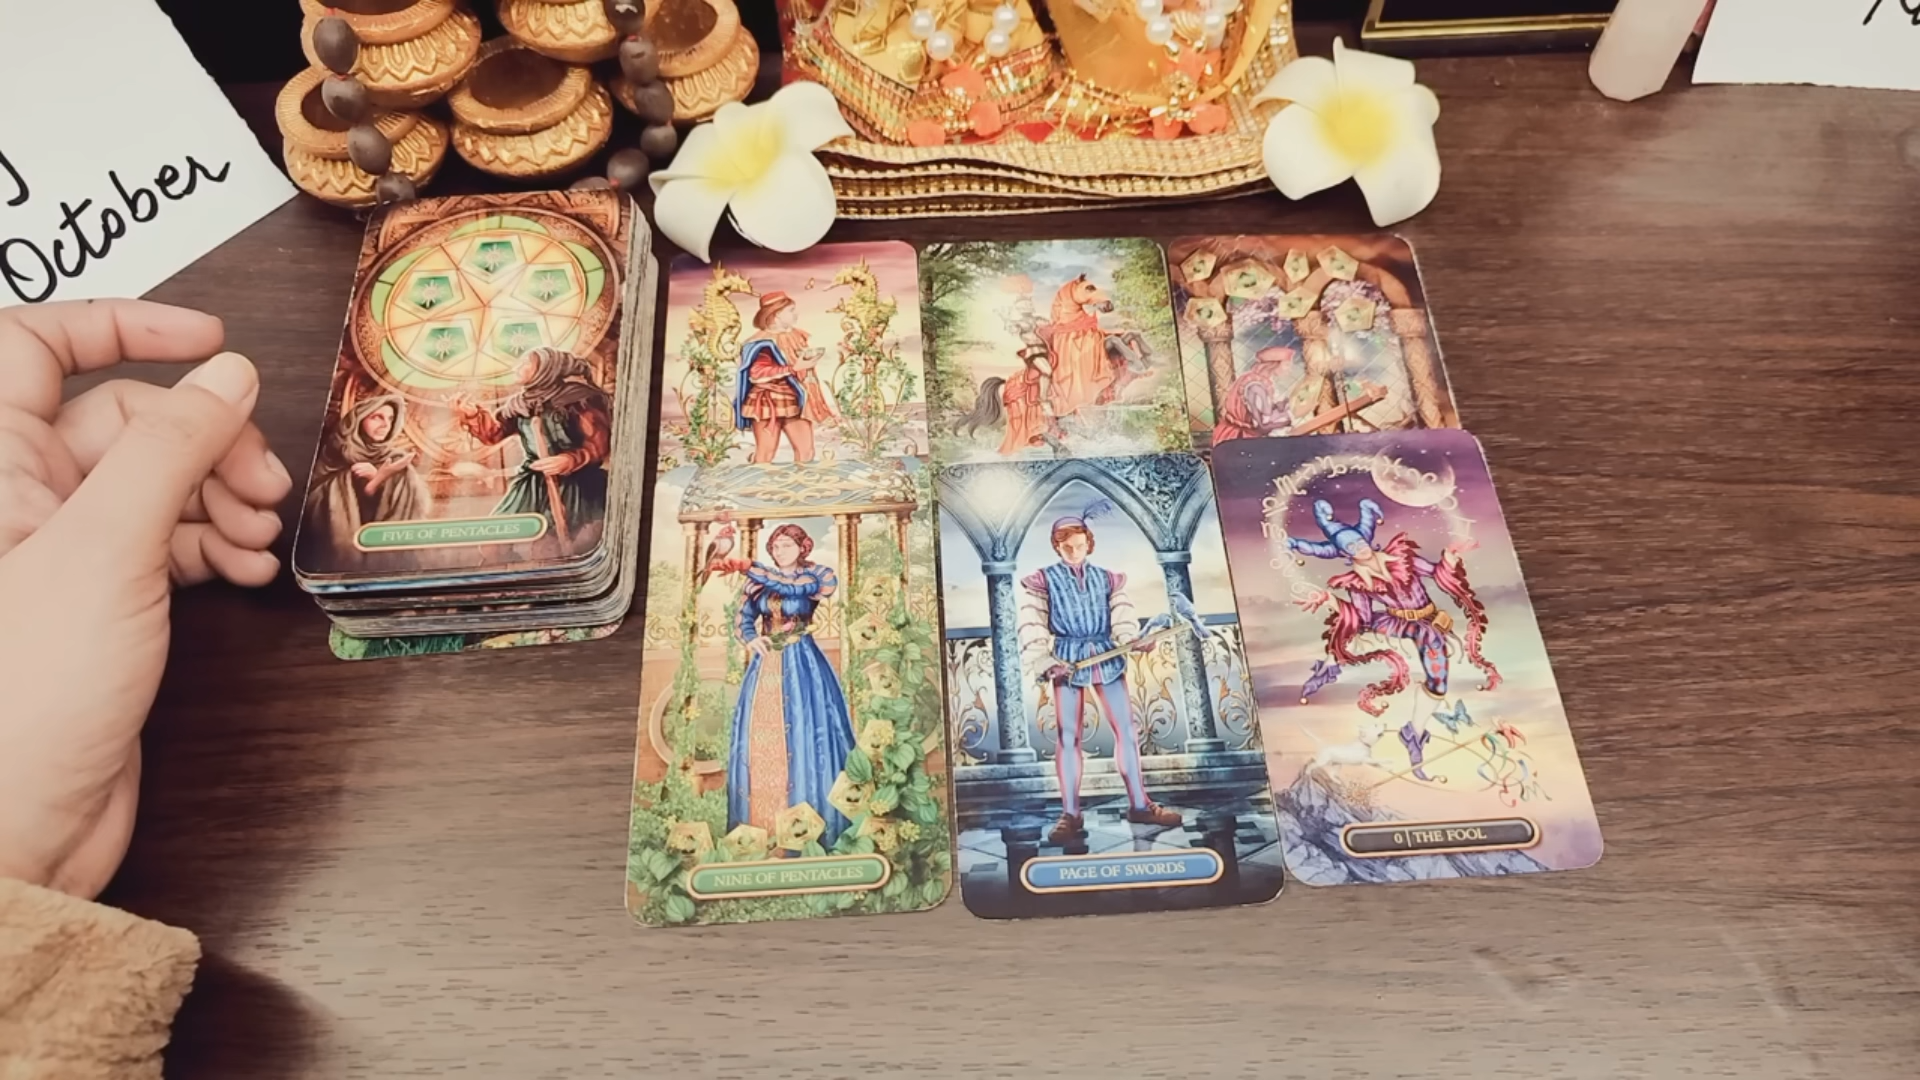 October
FIVE OF PENTACLES
NINE OF PENTACLES
PAGE OF SWORDS
0 | THE FOOL